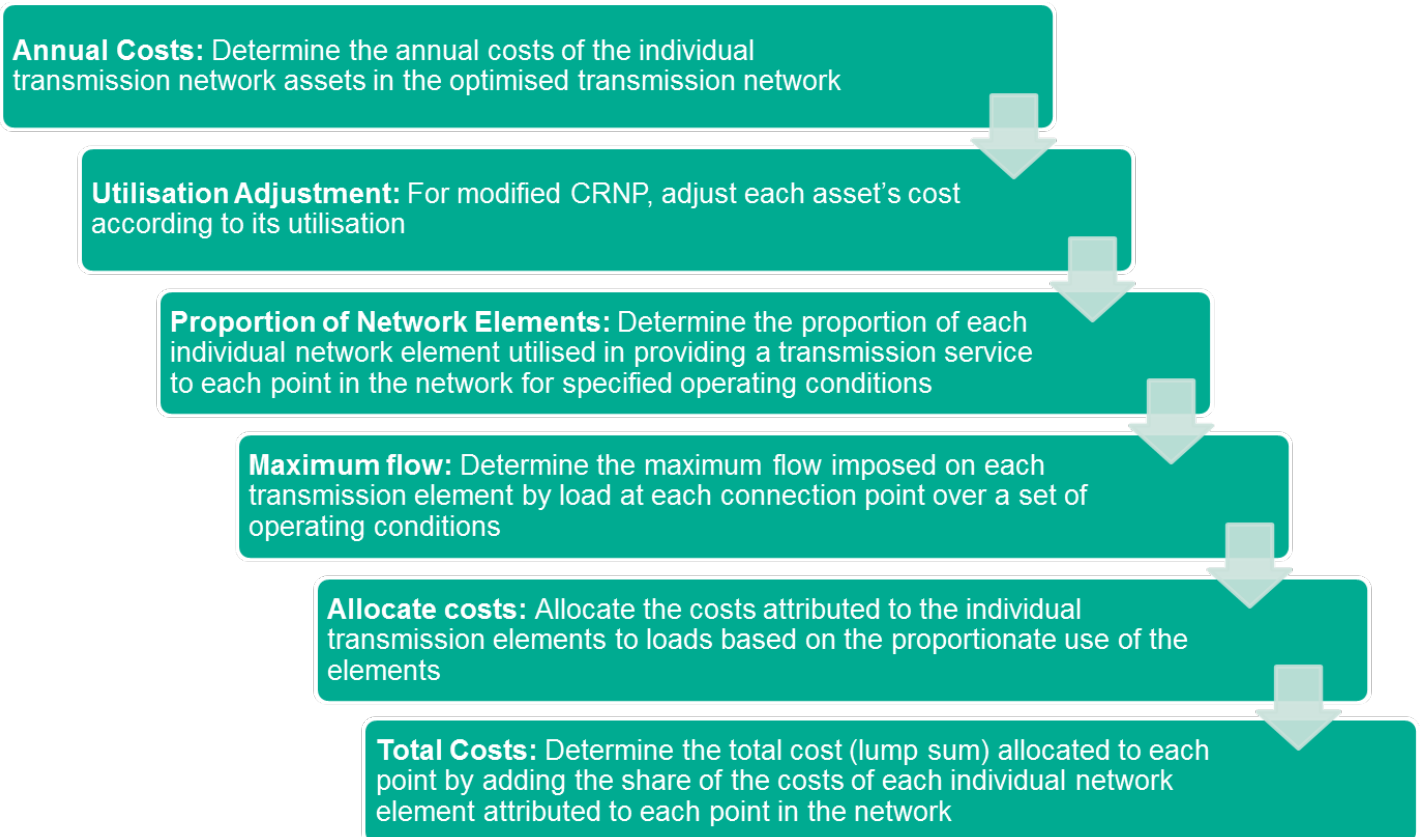 Annual Costs: Determine the annual costs of the individual
transmission network assets in the optimised transmission network
Utilisation Adjustment: For modified CRNP, adjust each asset’s cost
according to its utilisation
Proportion of Network Elements: Determine the proportion of each
individual network element utilised in providing a transmission service
to each point in the network for specified operating conditions
Maximum flow: Determine the maximum flow imposed on each
transmission element by load at each connection point over a set of
operating conditions
Allocate costs: Allocate the costs attributed to the individual
transmission elements to loads based on the proportionate use of the
elements
Total Costs: Determine the total cost (lump sum) allocated to each
point by adding the share of the costs of each individual network
element attributed to each point in the network